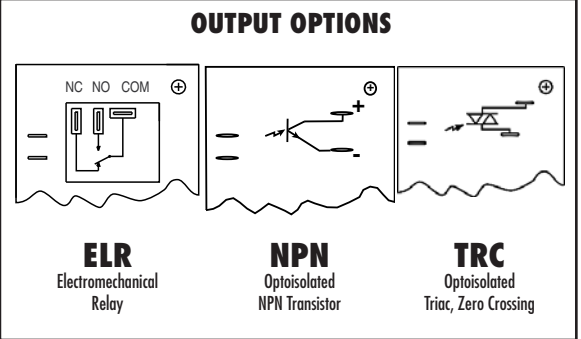 OUTPUT OPTIONS
NC NO COM
+
-
ELR
Electromechanical
Relay
NPN
Optoisolated
NPN Transistor
TRC
Optoisolated
Triac, Zero Crossing